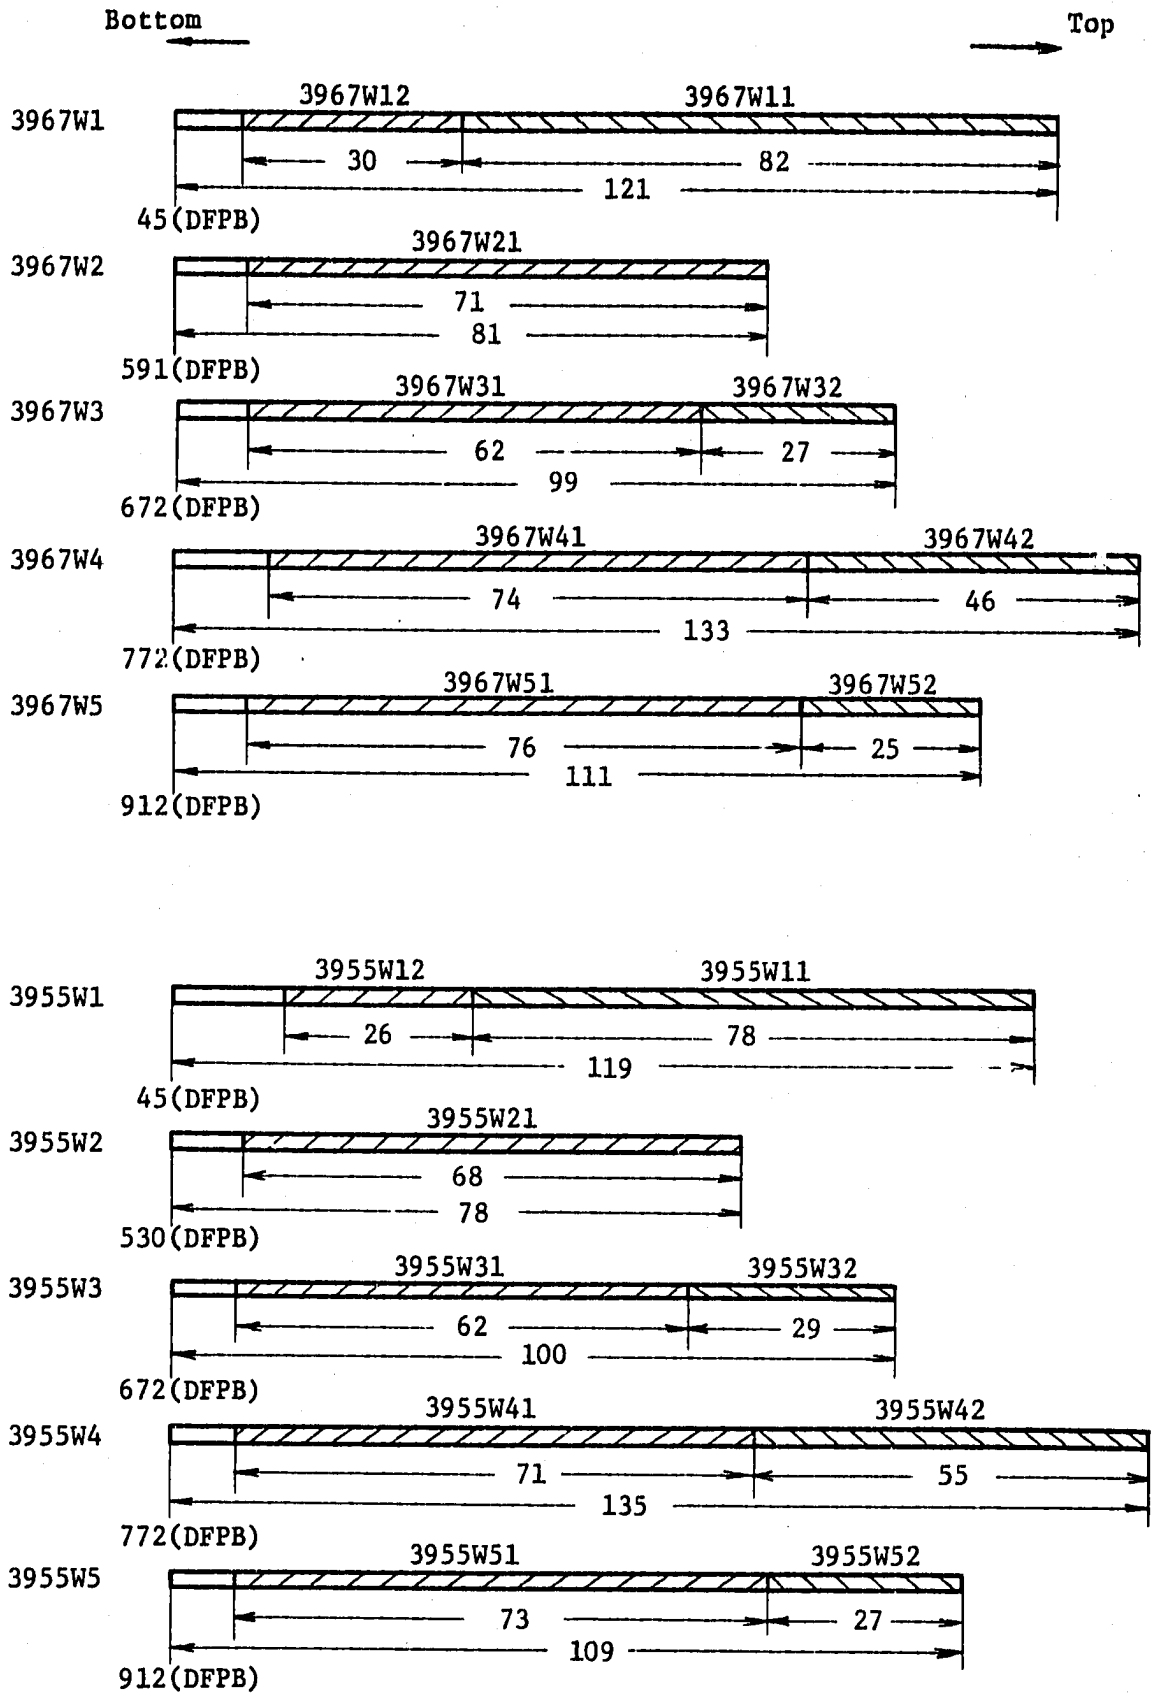 Bottom Top
3967W12 3967W11
3967W1
30 82
121
45(DFPB)
3967W21
3967W2
71
81
591(DFPB)
3967W31 3967W32
3967W3
62 27
99
672(DFPB)
3967W41 3967W42
3967W4
74 46
133
772(DFPB)
3967W51 3967W52
3967W5
76 25
111
912(DFPB)
3955W12 3955W11
3955W1
26 78
119
45(DFPB)
3955W21
3955W2
68
78
530(DFPB)
3955W31 3955W32
3955W3
62 29
100
672(DFPB)
3955W41 3955W42
3955W4
71 55
135
772(DFPB)
3955W51 3955W52
3955W5
73 27
109
912(DFPB)